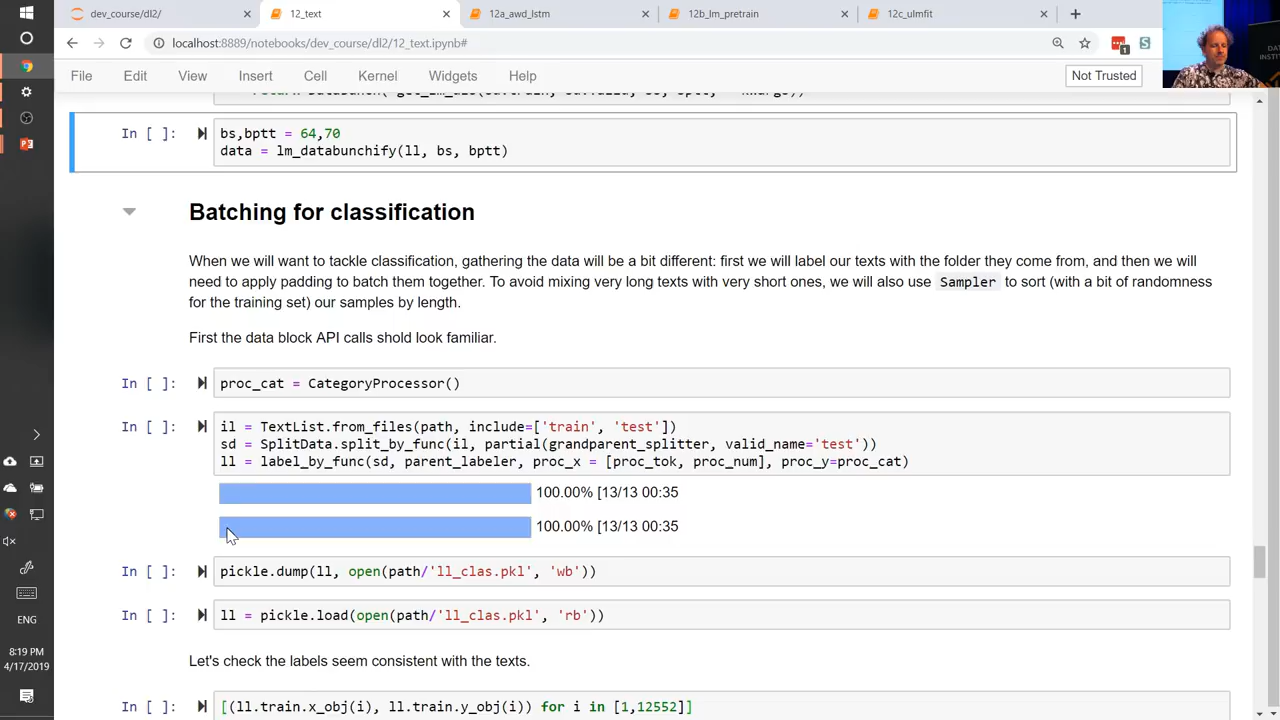 dev_course/dl2/
12_text
12a_awd_lstm
12b_lm_pretrain
12c_ulmfit
localhost:8889/notebooks/dev_course/dl2/12_text.ipynb#
File Edit View Insert Cell Kernel Widgets Help
Not Trusted
In [ ]:
bs,bptt = 64,70
data = lm_databunchify(ll, bs, bptt)
Batching for classification
When we will want to tackle classification, gathering the data will be a bit different: first we will label our texts with the folder they come from, and then we will
need to apply padding to batch them together. To avoid mixing very long texts with very short ones, we will also use Sampler to sort (with a bit of randomness
for the training set) our samples by length.
First the data block API calls should look familiar.
In [ ]:
proc_cat = CategoryProcessor()
In [ ]:
il = TextList.from_files(path, include=['train', 'test'])
sd = SplitData.split_by_func(il, partial(grandparent_splitter, valid_name='test'))
ll = label_by_func(sd, parent_labeler, proc_x = [proc_tok, proc_num], proc_y=proc_cat)
100.00% [13/13 00:35
100.00% [13/13 00:35
In [ ]:
pickle.dump(ll, open(path/'ll_clas.pkl', 'wb'))
In [ ]:
ll = pickle.load(open(path/'ll_clas.pkl', 'rb'))
Let's check the labels seem consistent with the texts.
In [ ]:
[(ll.train.x_obj(i), ll.train.y_obj(i)) for i in [1,12552]]
ENG
8:19 PM
4/17/2019